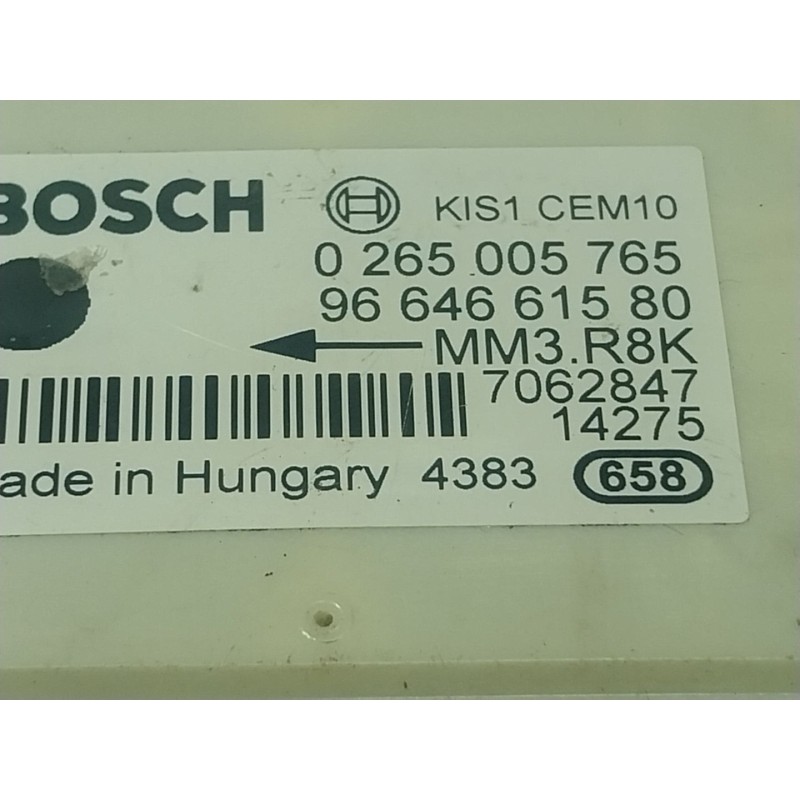 BOSCH KIS1 CEM10
0 265 005 765
96 646 615 80
MM3.R8K
7062847
14275
ade in Hungary 4383 658